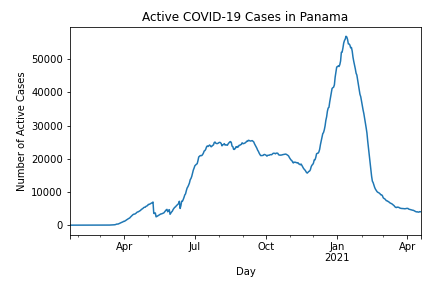 Active COVID-19 Cases in Panama
Number of Active Cases
50000
40000
30000
20000
10000
0
Apr
Jul
Oct
Jan
2021
Apr
Day